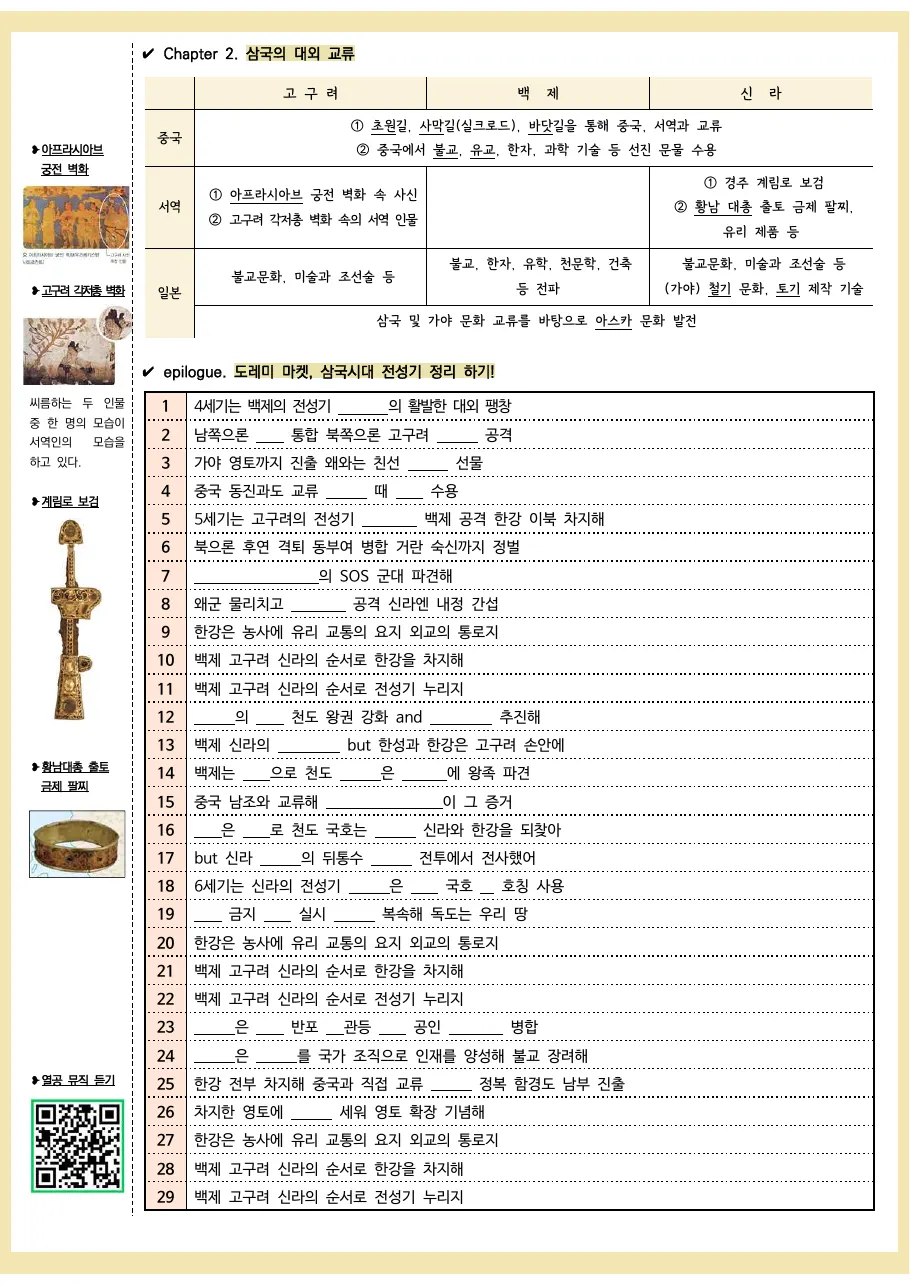 ✔ Chapter 2. 삼국의 대외 교류
고 구 려
백 제
신 라
중국
① 초원길, 사막길(실크로드), 바닷길을 통해 중국, 서역과 교류
② 중국에서 불교, 유교, 한자, 과학 기술 등 선진 문물 수용
서역
① 아프라시아브 궁전 벽화 속 사신
② 고구려 각저총 벽화 속의 서역 인물
① 경주 계림로 보검
② 황남 대총 출토 금제 팔찌,
유리 제품 등
일본
불교문화, 미술과 조선술 등
불교, 한자, 유학, 천문학, 건축
등 전파
불교문화, 미술과 조선술 등
(가야) 철기 문화, 토기 제작 기술
삼국 및 가야 문화 교류를 바탕으로 아스카 문화 발전
❥아프라시아브
궁전 벽화
❥고구려 각저총 벽화
씨름하는 두 인물
중 한 명의 모습이
서역인의 모습을
하고 있다.
❥계림로 보검
❥황남대총 출토
금제 팔찌
❥열공 뮤직 듣기
✔ epilogue. 도레미 마켓, 삼국시대 전성기 정리 하기!
1 4세기는 백제의 전성기 ______의 활발한 대외 팽창
2 남쪽으론 ____ 통합 북쪽으론 고구려 ______ 공격
3 가야 영토까지 진출 왜와는 친선 ______ 선물
4 중국 동진과도 교류 ______ 때 ____ 수용
5 5세기는 고구려의 전성기 ________ 백제 공격 한강 이북 차지해
6 북으론 후연 격퇴 동부여 병합 거란 숙신까지 정벌
7 __________________의 SOS 군대 파견해
8 왜군 물리치고 ________ 공격 신라엔 내정 간섭
9 한강은 농사에 유리 교통의 요지 외교의 통로지
10 백제 고구려 신라의 순서로 한강을 차지해
11 백제 고구려 신라의 순서로 전성기 누리지
12 ______의 ____ 천도 왕권 강화 and _________ 추진해
13 백제 신라의 _________ but 한성과 한강은 고구려 손안에
14 백제는 ____으로 천도 ______은 ______에 왕족 파견
15 중국 남조와 교류해 _________________이 그 증거
16 ____은 ____로 천도 국호는 ______ 신라와 한강을 되찾아
17 but 신라 ______의 뒤통수 ______ 전투에서 전사했어
18 6세기는 신라의 전성기 ______은 ____ 국호 __ 호칭 사용
19 ____ 금지 ____ 실시 ______ 복속해 독도는 우리 땅
20 한강은 농사에 유리 교통의 요지 외교의 통로지
21 백제 고구려 신라의 순서로 한강을 차지해
22 백제 고구려 신라의 순서로 전성기 누리지
23 ______은 ____ 반포 __관등 ____ 공인 ________ 병합
24 ______은 ______를 국가 조직으로 인재를 양성해 불교 장려해
25 한강 전부 차지해 중국과 직접 교류 ______ 정복 함경도 남부 진출
26 차지한 영토에 ______ 세워 영토 확장 기념해
27 한강은 농사에 유리 교통의 요지 외교의 통로지
28 백제 고구려 신라의 순서로 한강을 차지해
29 백제 고구려 신라의 순서로 전성기 누리지